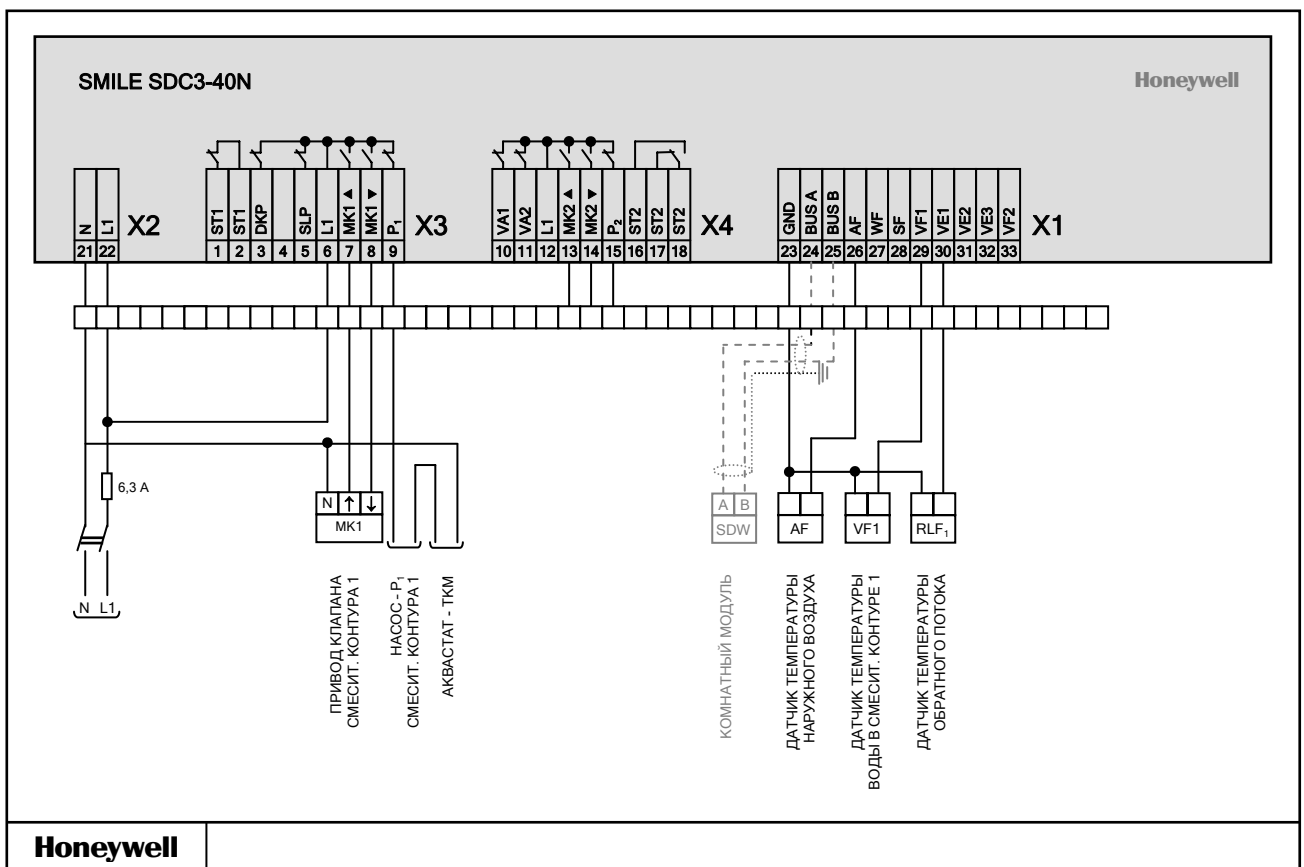 SMILE SDC3-40N
Honeywell
N L1 X2
21 22
ST1 ST1 DKP SLP L1 MK1 ▲ MK1 ▼ P₁ X3
1 2 3 4 5 6 7 8 9
VA1 VA2 L1 MK2 ▲ MK2 ▼ P₂ ST2 ST2 ST2 X4
10 11 12 13 14 15 16 17 18
GND BUS A BUS B AF WF SF VF1 VE1 VE2 VE3 VF2 X1
23 24 25 26 27 28 29 30 31 32 33
6,3 A
N L1
N ↑ ↓
MK1
A B
SDW
AF
VF1
RLF₁
ПРИВОД КЛАПАНА
СМЕСИТ. КОНТУРА 1
НАСОС - P₁
СМЕСИТ. КОНТУРА 1
АКВАСТАТ - ТКМ
КОМНАТНЫЙ МОДУЛЬ
ДАТЧИК ТЕМПЕРАТУРЫ
НАРУЖНОГО ВОЗДУХА
ДАТЧИК ТЕМПЕРАТУРЫ
ВОДЫ В СМЕСИТ. КОНТУРЕ 1
ДАТЧИК ТЕМПЕРАТУРЫ
ОБРАТНОГО ПОТОКА
Honeywell